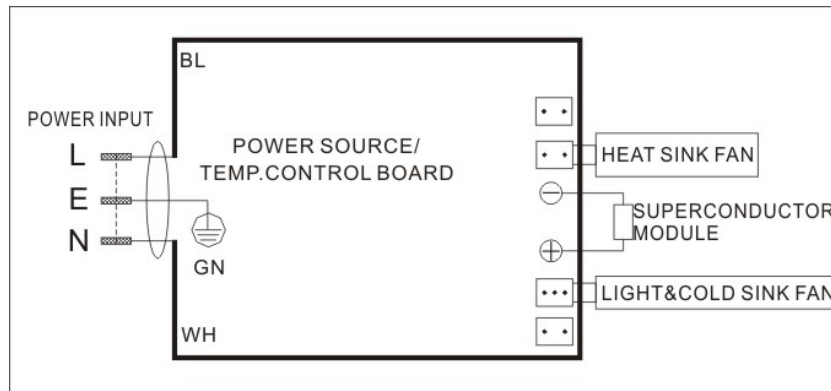 BL
POWER INPUT
POWER SOURCE/
TEMP.CONTROL BOARD
HEAT SINK FAN
L
E
N
SUPERCONDUCTOR
MODULE
GN
LIGHT&COLD SINK FAN
WH